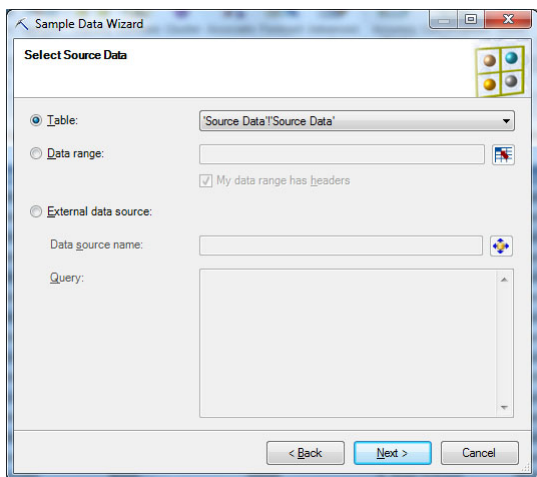 Sample Data Wizard
Select Source Data
Table:
'Source Data'!'Source Data'
Data range:
My data range has headers
External data source:
Data source name:
Query:
< Back
Next >
Cancel